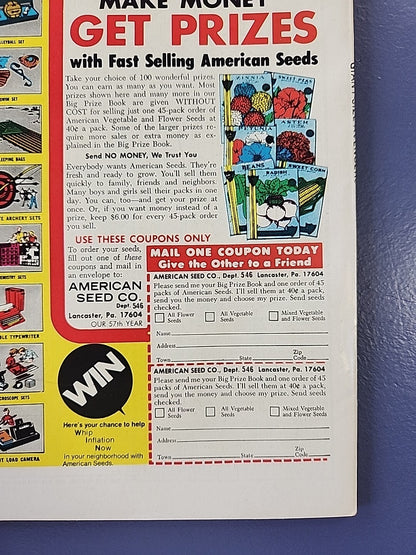 MAKE MONEY
GET PRIZES
with Fast Selling American Seeds
Take your choice of 100 wonderful prizes.
You can earn as many as you want. Most
prizes shown here and many more in our
Big Prize Book are given WITHOUT
COST for selling just one 45-pack order of
American Vegetable and Flower Seeds at
40¢ a pack. Some of the larger prizes re-
quire more sales or extra money as ex-
plained in the Big Prize Book.
Send NO MONEY, We Trust You
Everybody wants American Seeds. They're
fresh and ready to grow. You'll sell them
quickly to family, friends and neighbors.
Many boys and girls sell their packs in one
day. You, can, too—and get your prize at
once. Or, if you want money instead of a
prize, keep $6.00 for every 45-pack order
you sell.
ZINNIA
SWEET PEAS
PETUNIA
ASTER
BEANS
RADISH
SWEET CORN
USE THESE COUPONS ONLY
To order your seeds,
fill out one of these
coupons and mail in
an envelope to:
AMERICAN
SEED CO.
Dept. 546
Lancaster, Pa. 17604
OUR 57th YEAR
MAIL ONE COUPON TODAY
Give the Other to a Friend
AMERICAN SEED CO., Dept. 546 Lancaster, Pa. 17604
Please send me your Big Prize Book and one order of 45
packs of American Seeds. I'll sell them at 40¢ a pack,
send you the money and choose my prize. Send seeds
checked.
All Flower Seeds
All Vegetable Seeds
Mixed Vegetable and Flower Seeds
Name
Address
Town State Zip Code
AMERICAN SEED CO., Dept. 546 Lancaster, Pa. 17604
Please send me your Big Prize Book and one order of 45
packs of American Seeds. I'll sell them at 40¢ a pack,
send you the money and choose my prize. Send seeds
checked.
All Flower Seeds
All Vegetable Seeds
Mixed Vegetable and Flower Seeds
Name
Address
Town State Zip Code
WIN
Here's your chance to help
Whip
Inflation
Now
in your neighborhood with
American Seeds.
OLLEYBALL SET
SLEEPING BAGS
ARCHERY SETS
EMISTRY SETS
BLE TYPEWRITER
ROSCOPE SETS
T LOAD CAMERA